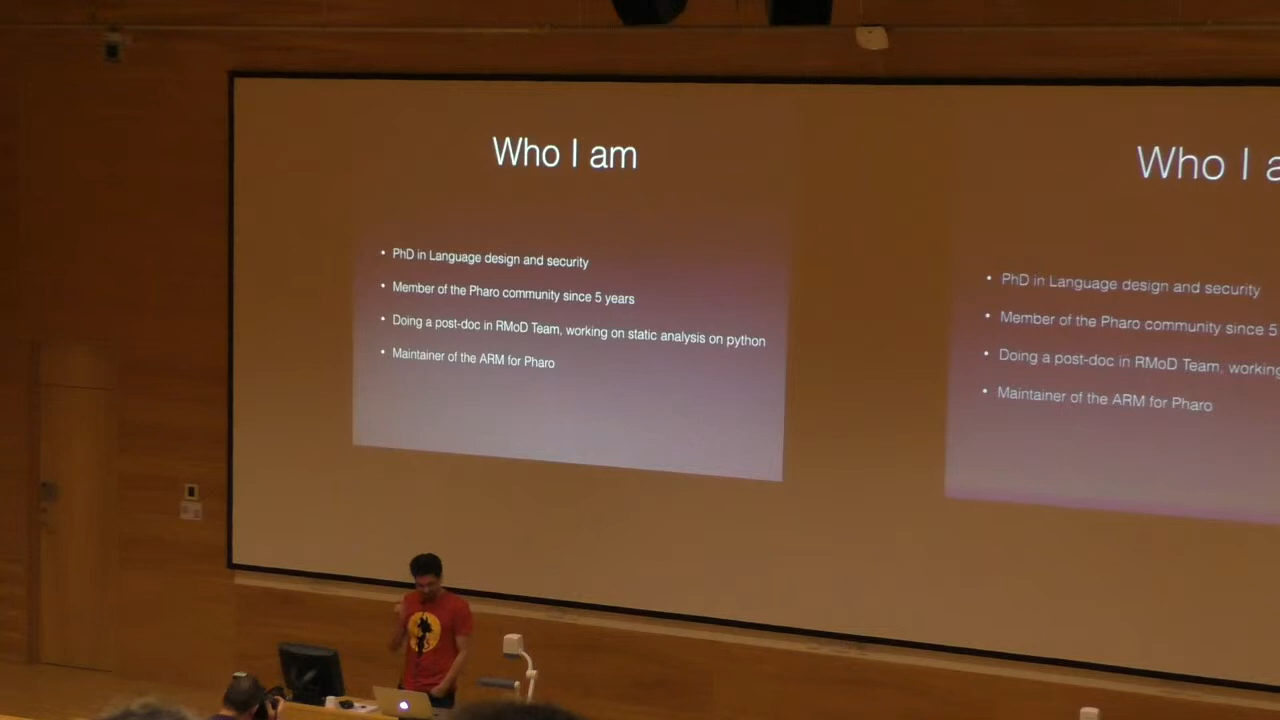 Who I am
• PhD in Language design and security
• Member of the Pharo community since 5 years
• Doing a post-doc in RMoD Team, working on static analysis on python
• Maintainer of the ARM for Pharo
Who I a
• PhD in Language design and security
• Member of the Pharo community since 5
• Doing a post-doc in RMoD Team, working
• Maintainer of the ARM for Pharo